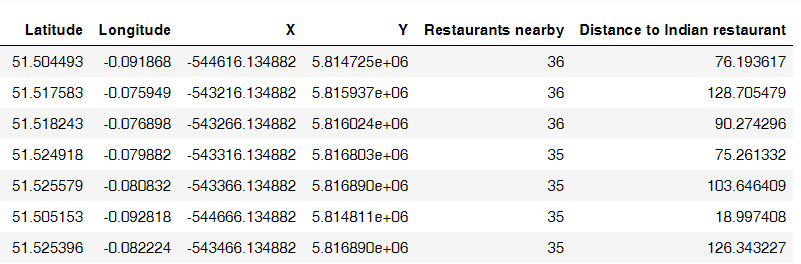 Latitude Longitude X Y Restaurants nearby Distance to Indian restaurant
51.504493 -0.091868 -544616.134882 5.814725e+06 36 76.193617
51.517583 -0.075949 -543216.134882 5.815937e+06 36 128.705479
51.518243 -0.076898 -543266.134882 5.816024e+06 36 90.274296
51.524918 -0.079882 -543316.134882 5.816803e+06 35 75.261332
51.525579 -0.080832 -543366.134882 5.816890e+06 35 103.646409
51.505153 -0.092818 -544666.134882 5.814811e+06 35 18.997408
51.525396 -0.082224 -543466.134882 5.816890e+06 35 126.343227